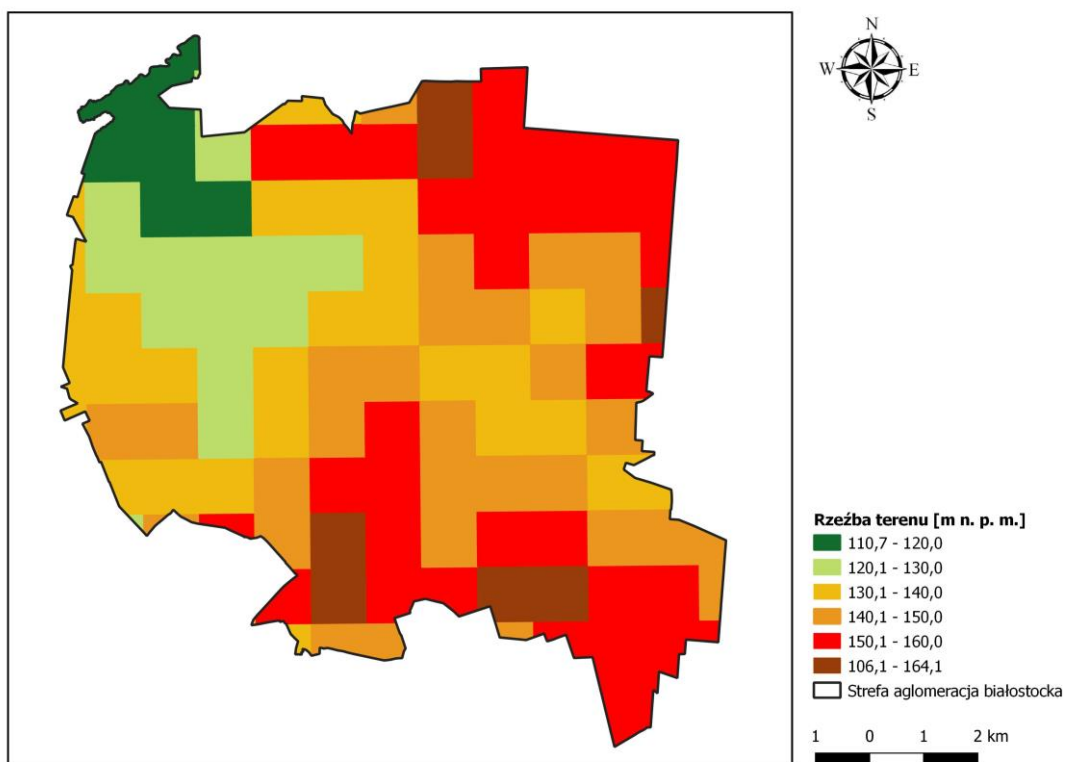 N
W E
S
Rzeźba terenu [m n. p. m.]
110,7 - 120,0
120,1 - 130,0
130,1 - 140,0
140,1 - 150,0
150,1 - 160,0
106,1 - 164,1
Strefa aglomeracja białostocka
1 0 1 2 km